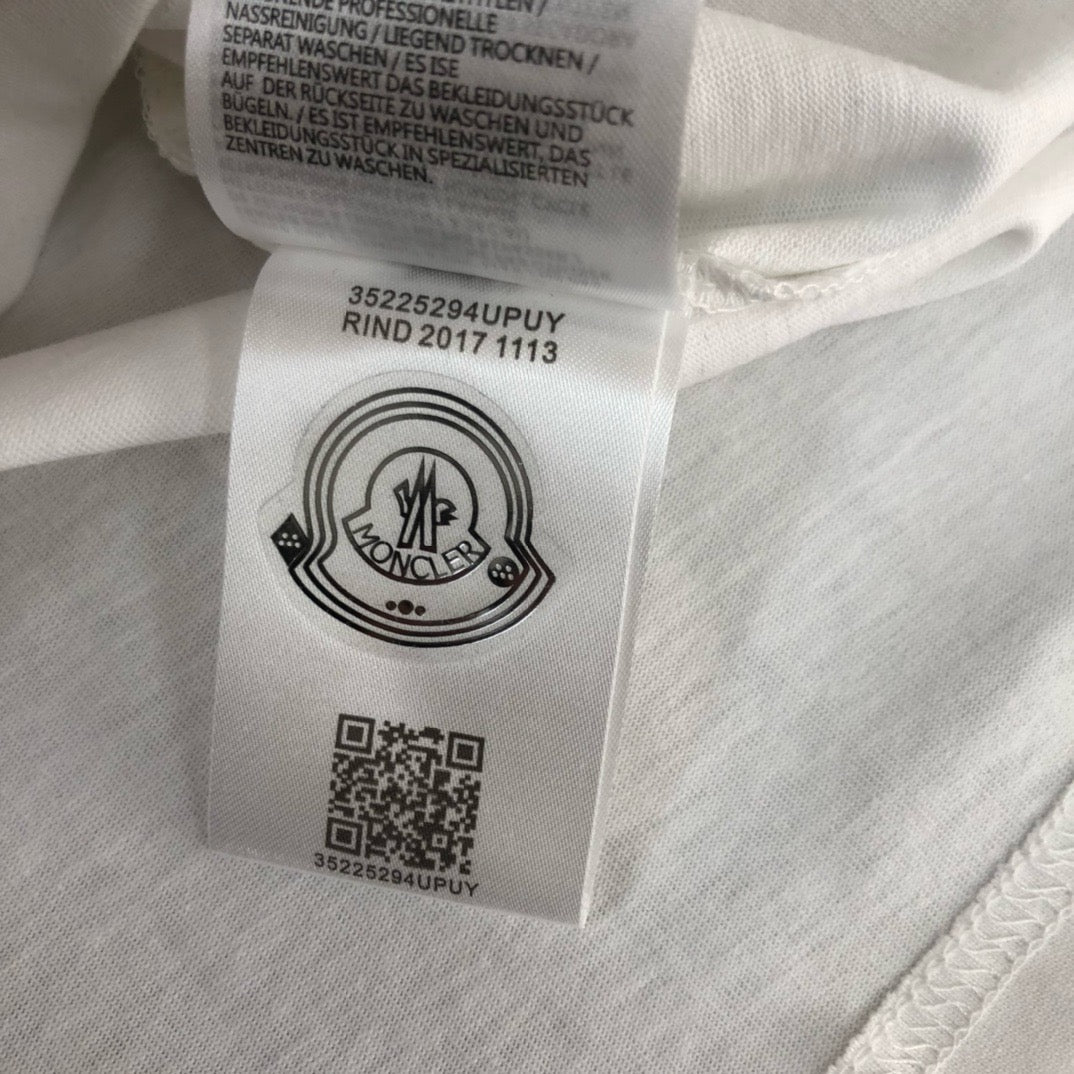 PROFESSIONELLE
NASSREINIGUNG / LIEGEND TROCKNEN /
SEPARAT WASCHEN / ES ISE
EMPFEHLENSWERT DAS BEKLEIDUNGSSTÜCK
AUF DER RÜCKSEITE ZU WASCHEN UND
BÜGELN. / ES IST EMPFEHLENSWERT, DAS
BEKLEIDUNGSSTÜCK IN SPEZIALISIERTEN
ZENTREN ZU WASCHEN.
35225294UPUY
RIND 2017 1113
MONCLER
35225294UPUY